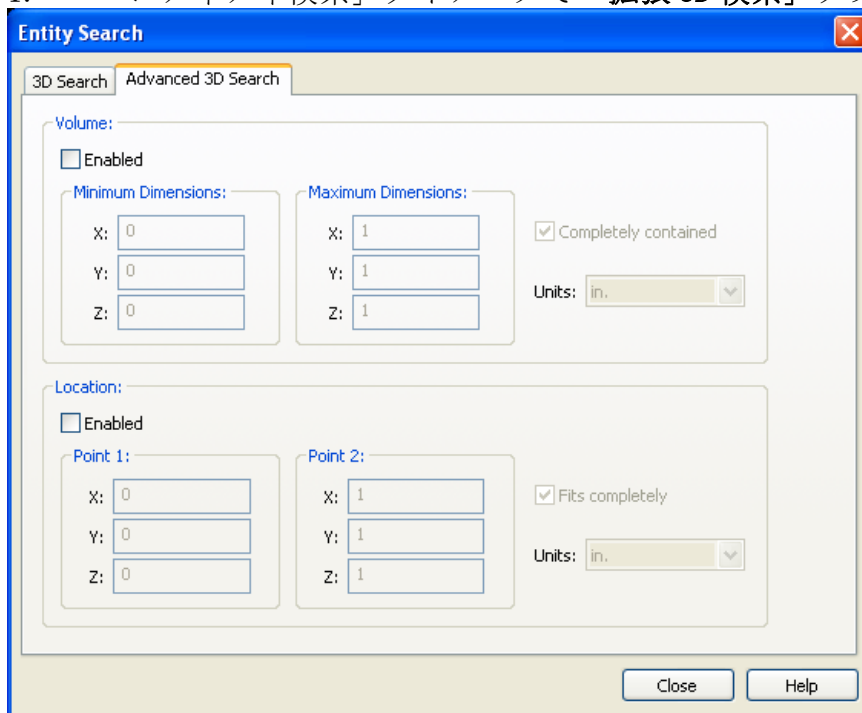 Entity Search
3D Search Advanced 3D Search
Volume:
Enabled
Minimum Dimensions: Maximum Dimensions:
X: 0 X: 1 Completely contained
Y: 0 Y: 1
Units: in.
Z: 0 Z: 1
Location:
Enabled
Point 1: Point 2:
X: 0 X: 1 Fits completely
Y: 0 Y: 1
Units: in.
Z: 0 Z: 1
Close Help